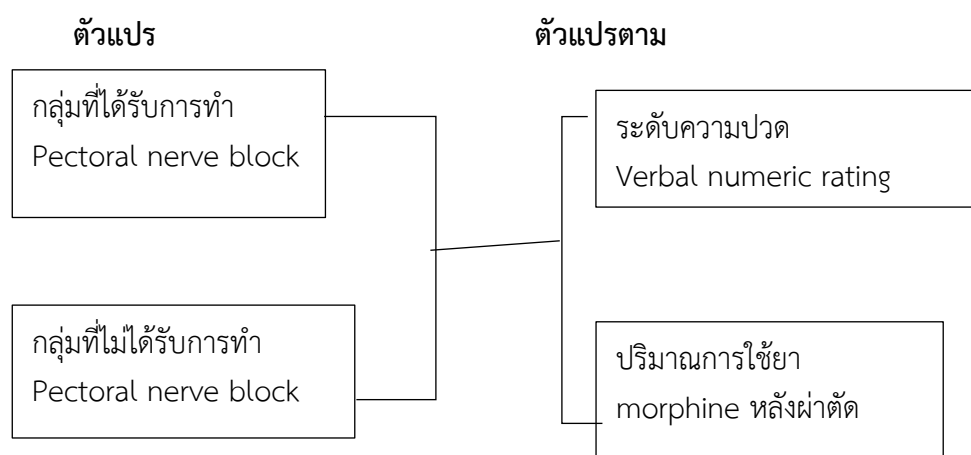 ตัวแปร
ตัวแปรตาม
กลุ่มที่ได้รับการทำ
Pectoral nerve block
ระดับความปวด
Verbal numeric rating
กลุ่มที่ไม่ได้รับการทำ
Pectoral nerve block
ปริมาณการใช้ยา
morphine หลังผ่าตัด